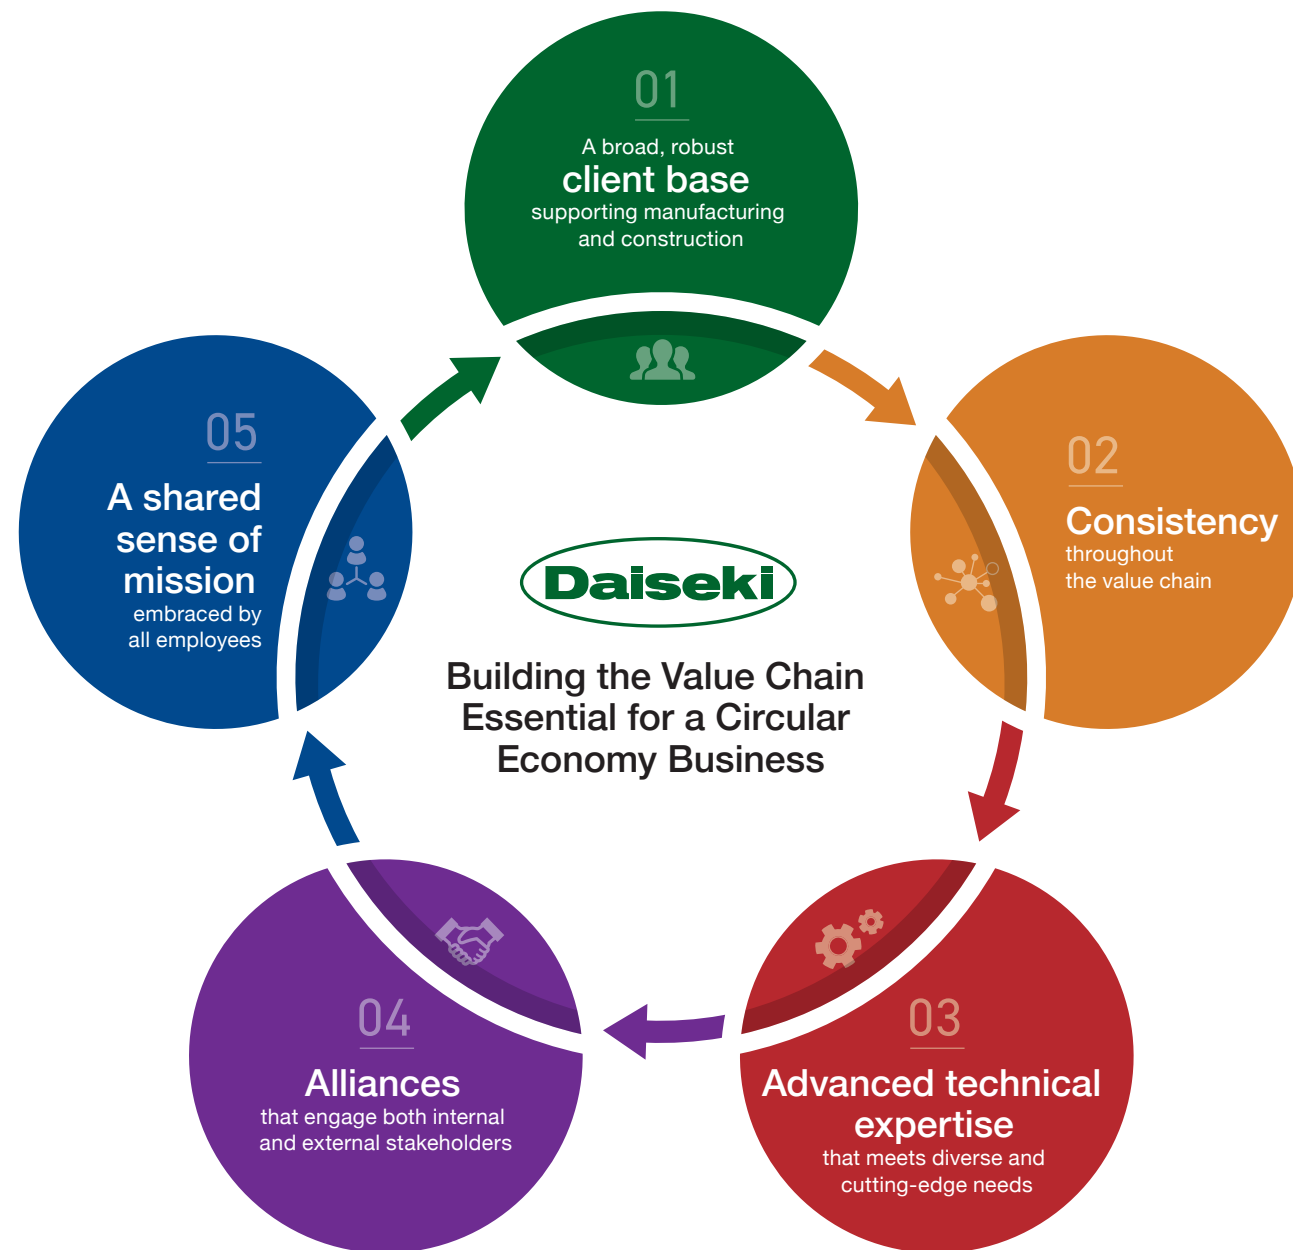 01
A broad, robust
client base
supporting manufacturing
and construction
02
Consistency
throughout
the value chain
03
Advanced technical
expertise
that meets diverse and
cutting-edge needs
04
Alliances
that engage both internal
and external stakeholders
05
A shared
sense of
mission
embraced by
all employees
Daiseki
Building the Value Chain
Essential for a Circular
Economy Business